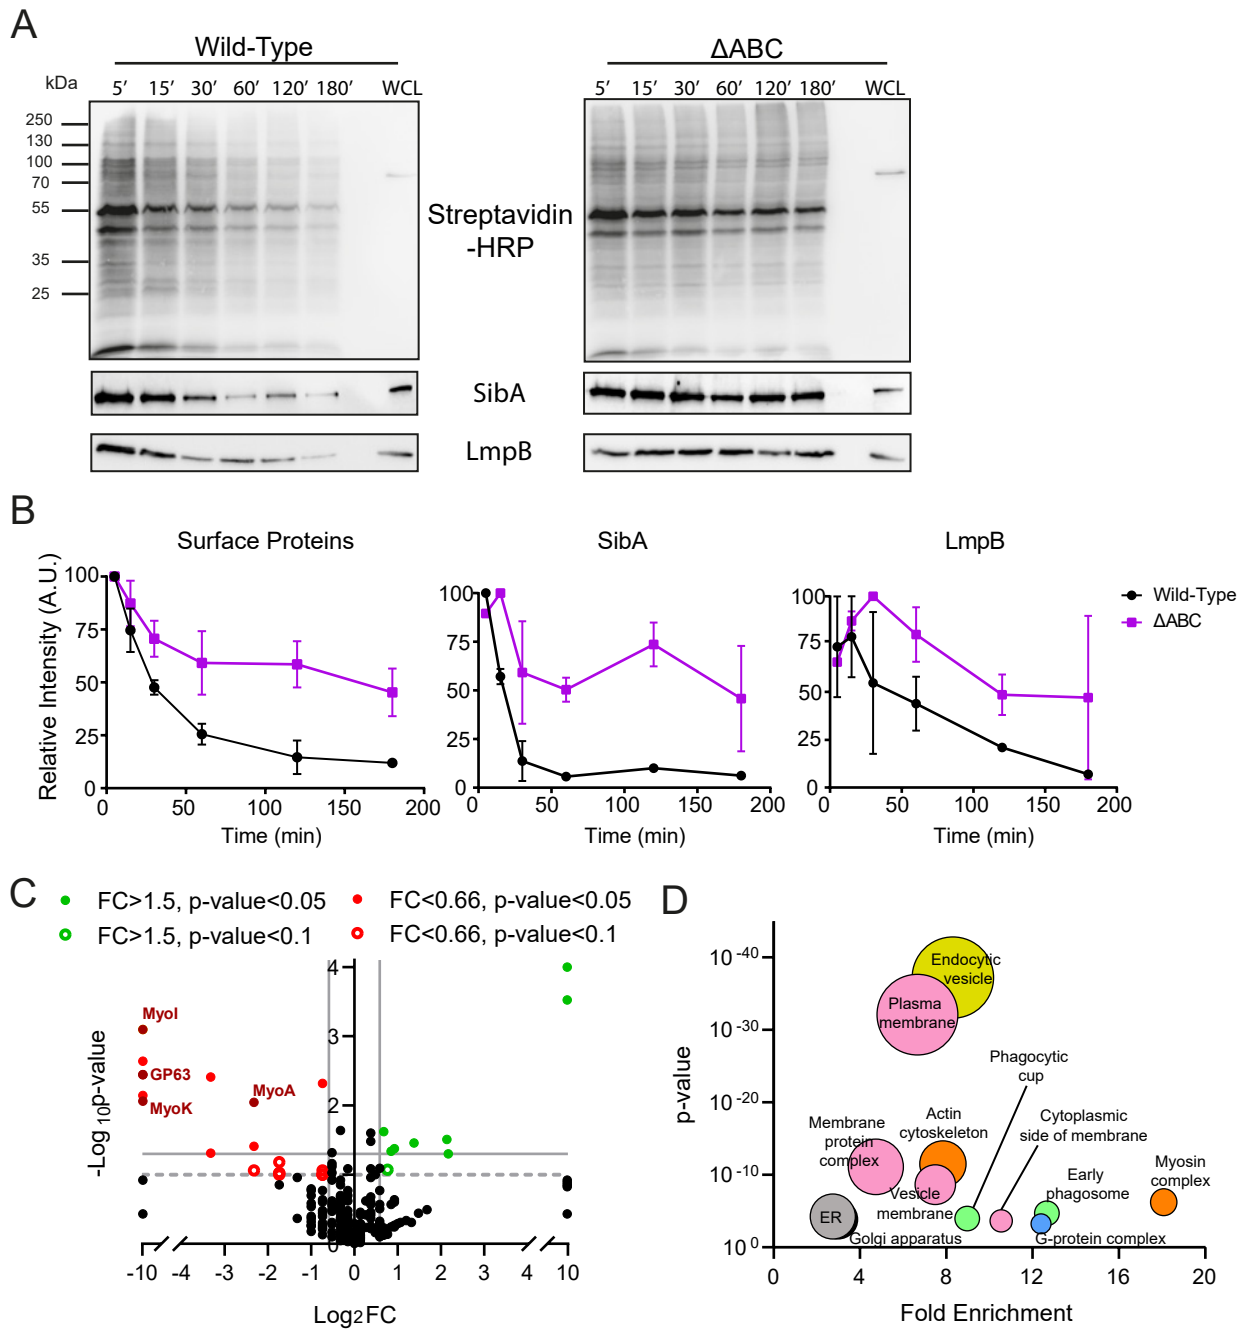 A
Wild-Type
ΔABC
kDa
5′ 15′ 30′ 60′ 120′ 180′ WCL
5′ 15′ 30′ 60′ 120′ 180′ WCL
250
130
100
70
55
35
25
Streptavidin
-HRP
SibA
LmpB
B
Surface Proteins
SibA
LmpB
Relative Intensity (A.U.)
100
75
50
25
0
0 50 100 150 200
Time (min)
100
75
50
25
0
0 50 100 150 200
Time (min)
100
75
50
25
0
0 50 100 150 200
Time (min)
Wild-Type
ΔABC
C
FC>1.5, p-value<0.05
FC<0.66, p-value<0.05
FC>1.5, p-value<0.1
FC<0.66, p-value<0.1
-Log 10p-value
4
3
2
1
0
MyoI
GP63
MyoK
MyoA
-10 -4 -3 -2 -1 0 1 2 3 4 10
Log2FC
D
p-value
10 -40
10 -30
10 -20
10 -10
10 0
Endocytic
vesicle
Plasma
membrane
Phagocytic
cup
Membrane
protein
complex
Actin
cytoskeleton
Cytoplasmic
side of membrane
Vesicle
membrane
Early
phagosome
Myosin
complex
ER
Golgi apparatus
G-protein complex
0 4 8 12 16 20
Fold Enrichment